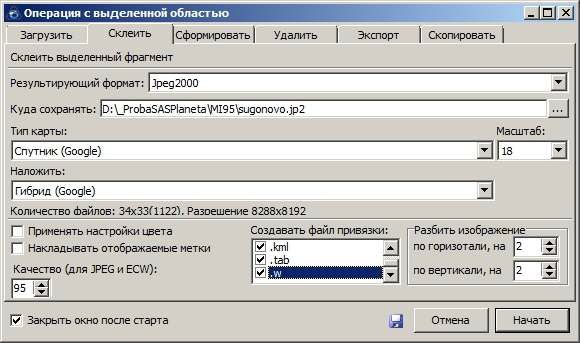 Операция с выделенной областью
Загрузить Склеить Сформировать Удалить Экспорт Скопировать
Склеить выделенный фрагмент
Результирующий формат: Jpeg2000
Куда сохранять: D:\_ProbaSASPlaneta\MI95\sugonovo.jp2 ...
Тип карты: Масштаб:
Спутник (Google) 18
Наложить:
Гибрид (Google)
Количество файлов: 34x33(1122), Разрешение 8288x8192
Применять настройки цвета
Накладывать отображаемые метки
Качество (для JPEG и ECW):
95
Создавать файл привязки:
.kml
.tab
.w
Разбить изображение
по горизотали, на 2
по вертикали, на 2
Закрыть окно после старта Отмена Начать